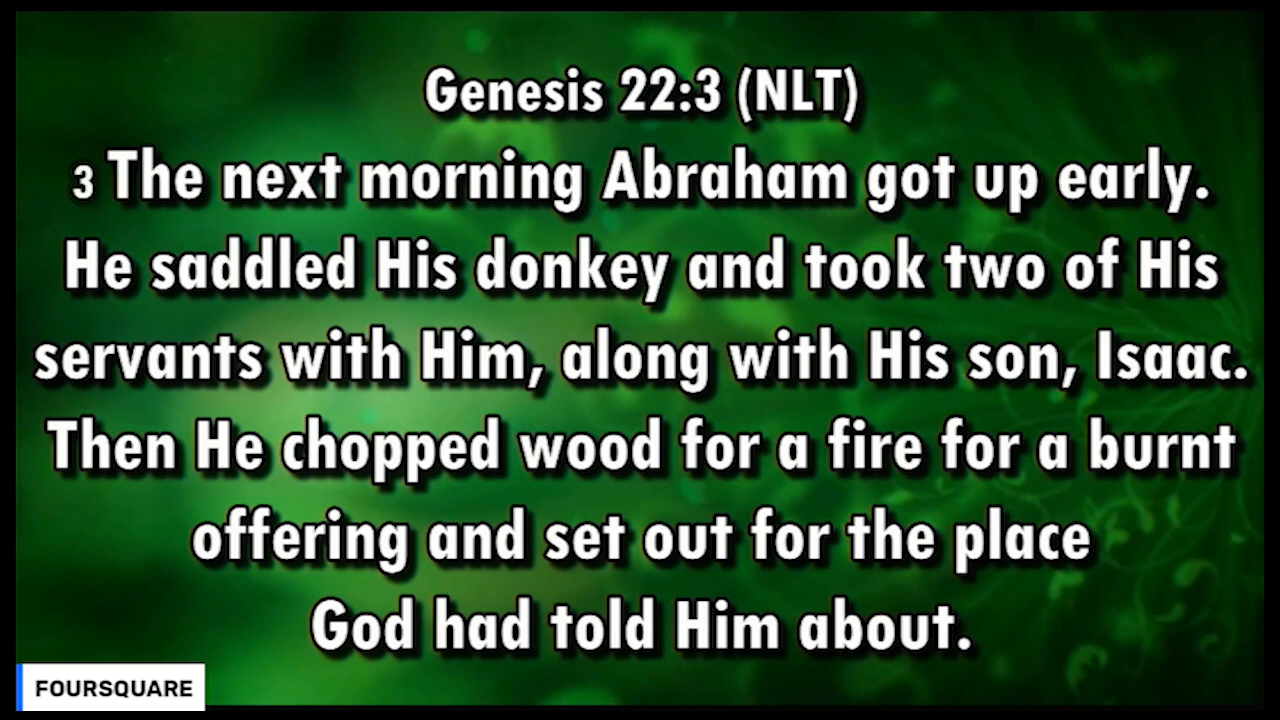 Genesis 22:3 (NLT)
3 The next morning Abraham got up early.
He saddled His donkey and took two of His
servants with Him, along with His son, Isaac.
Then He chopped wood for a fire for a burnt
offering and set out for the place
God had told Him about.
FOURSQUARE